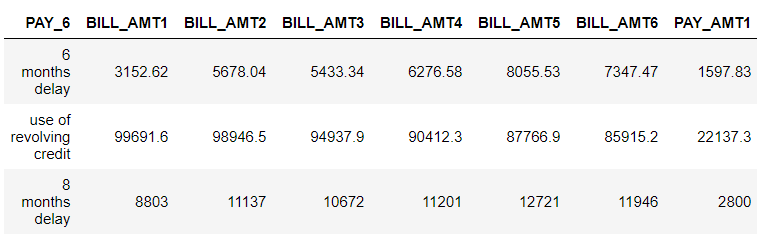 PAY_6 BILL_AMT1 BILL_AMT2 BILL_AMT3 BILL_AMT4 BILL_AMT5 BILL_AMT6 PAY_AMT1
6
months
delay 3152.62 5678.04 5433.34 6276.58 8055.53 7347.47 1597.83
use of
revolving
credit 99691.6 98946.5 94937.9 90412.3 87766.9 85915.2 22137.3
8
months
delay 8803 11137 10672 11201 12721 11946 2800